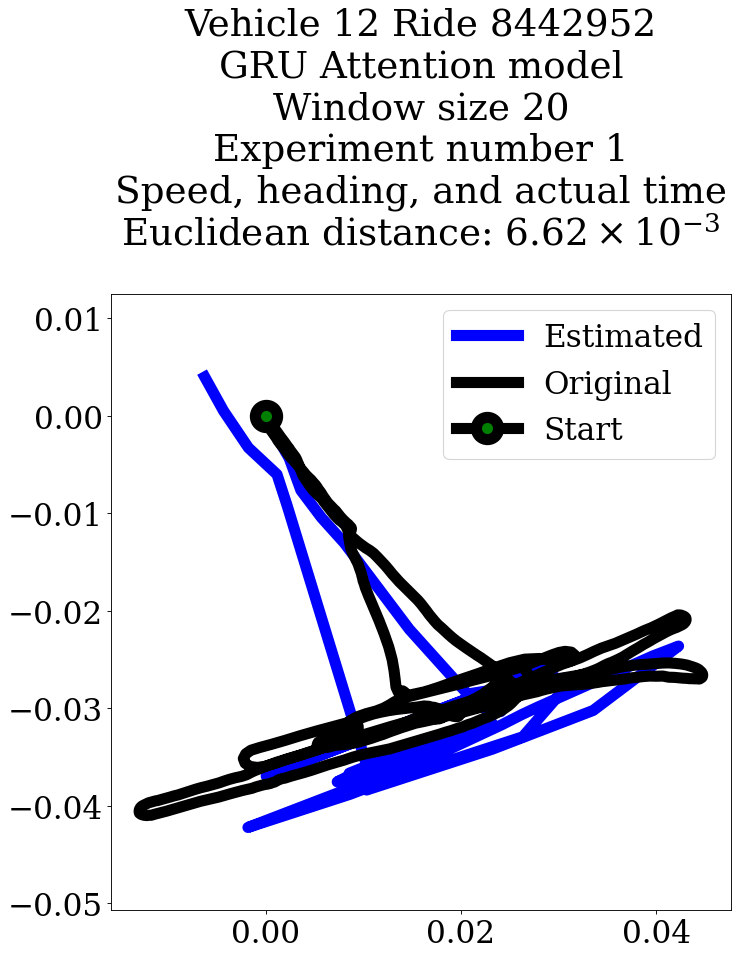 Vehicle 12 Ride 8442952
GRU Attention model
Window size 20
Experiment number 1
Speed, heading, and actual time
Euclidean distance: 6.62 × 10⁻³
Estimated
Original
Start
0.01
0.00
−0.01
−0.02
−0.03
−0.04
−0.05
0.00 0.02 0.04